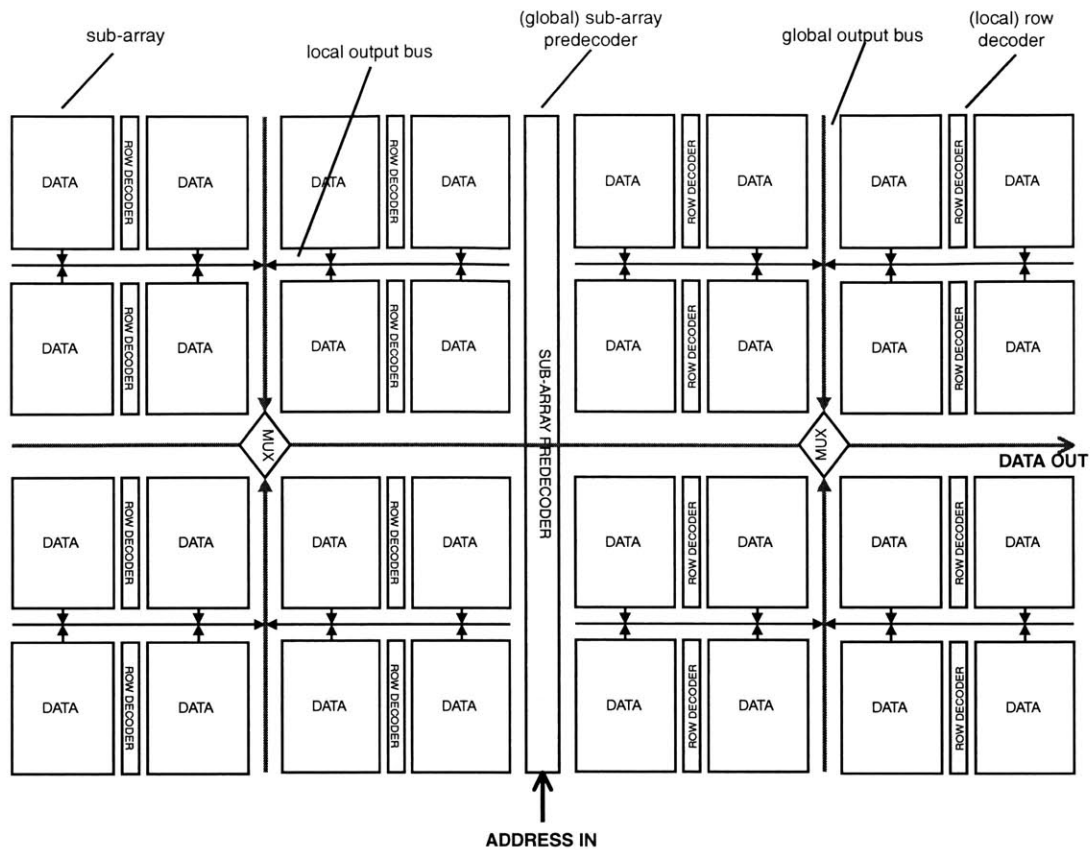 sub-array
local output bus
(global) sub-array
predecoder
global output bus
(local) row
decoder
DATA
ROW DECODER
DATA
DATA
ROW DECODER
DATA
DATA
ROW DECODER
DATA
DATA
ROW DECODER
DATA
DATA
ROW DECODER
DATA
DATA
ROW DECODER
DATA
SUB-ARRAY PREDECODER
DATA
ROW DECODER
DATA
DATA
ROW DECODER
DATA
MUX
MUX
DATA OUT
DATA
ROW DECODER
DATA
DATA
ROW DECODER
DATA
DATA
ROW DECODER
DATA
DATA
ROW DECODER
DATA
DATA
ROW DECODER
DATA
DATA
ROW DECODER
DATA
DATA
ROW DECODER
DATA
DATA
ROW DECODER
DATA
ADDRESS IN